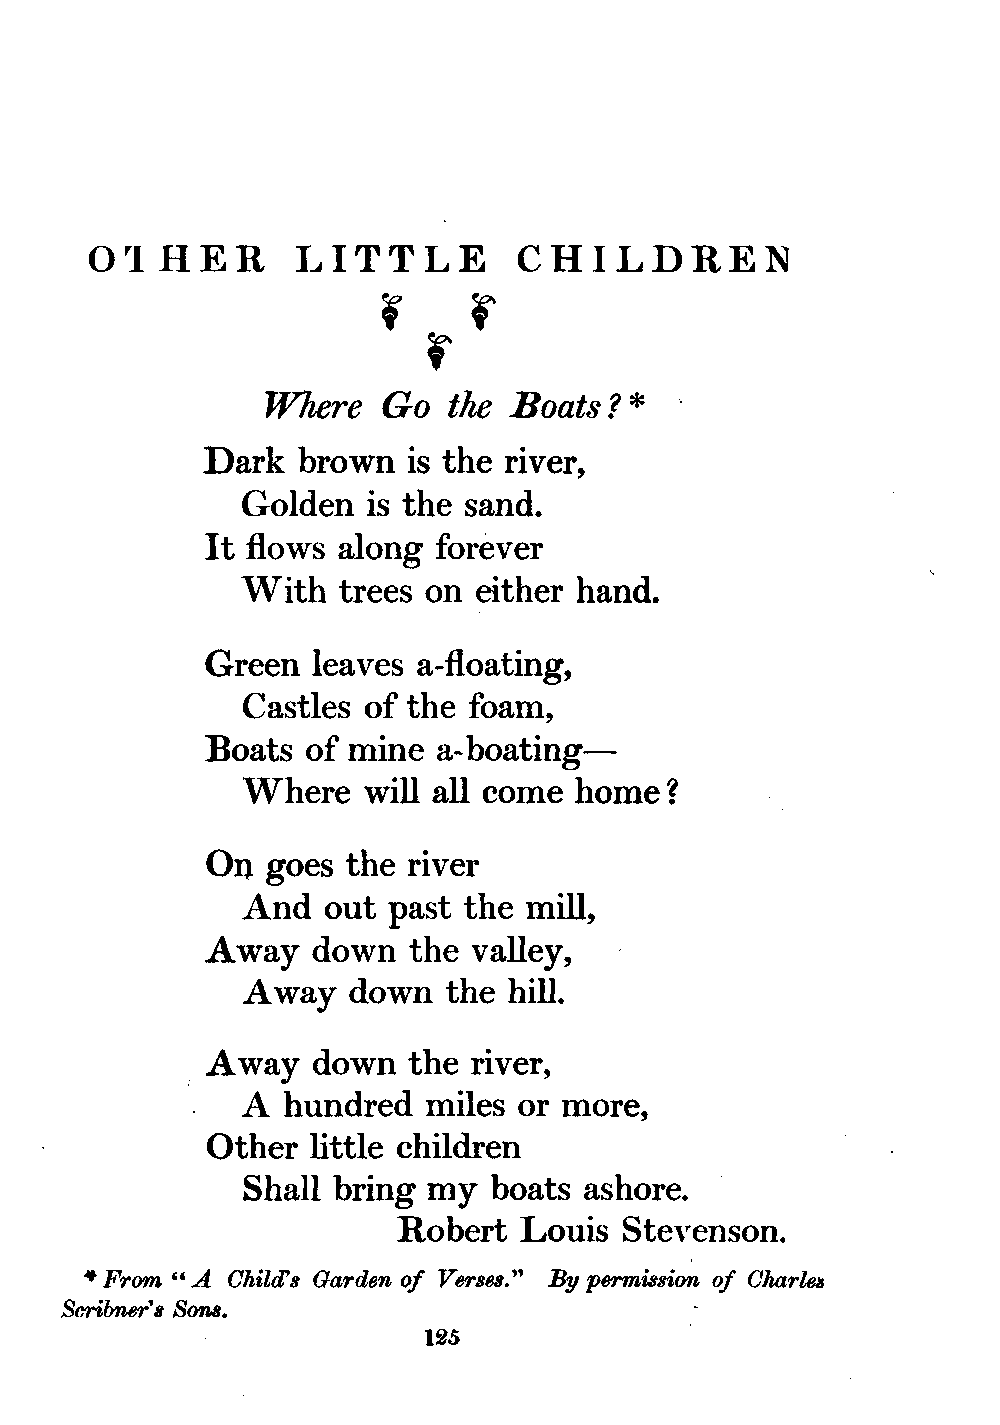 OTHER LITTLE CHILDREN
Where Go the Boats?*
Dark brown is the river,
Golden is the sand.
It flows along forever
With trees on either hand.
Green leaves a-floating,
Castles of the foam,
Boats of mine a-boating—
Where will all come home?
On goes the river
And out past the mill,
Away down the valley,
Away down the hill.
Away down the river,
A hundred miles or more,
Other little children
Shall bring my boats ashore.
Robert Louis Stevenson.
* From "A Child's Garden of Verses." By permission of Charles
Scribner's Sons.
125